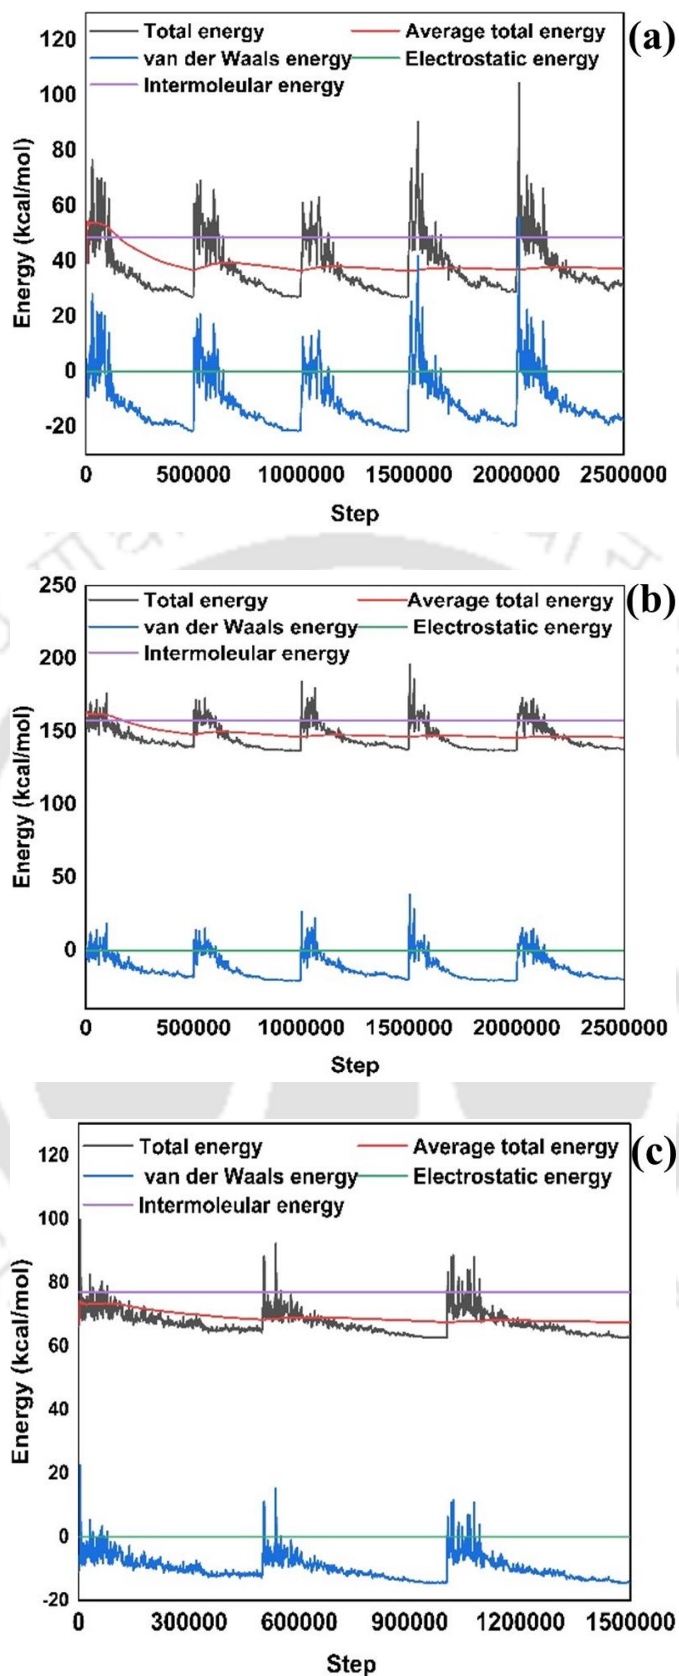 120
100
80
60
40
20
0
-20
Energy (kcal/mol)
Total energy
Average total energy
van der Waals energy
Electrostatic energy
Intermoleular energy
(a)
0
500000
1000000
1500000
2000000
2500000
Step
250
200
150
100
50
0
Energy (kcal/mol)
Total energy
Average total energy
van der Waals energy
Electrostatic energy
Intermoleular energy
(b)
0
500000
1000000
1500000
2000000
2500000
Step
120
100
80
60
40
20
0
-20
Energy (kcal/mol)
Total energy
Average total energy
van der Waals energy
Electrostatic energy
Intermoleular energy
(c)
0
300000
600000
900000
1200000
1500000
Step